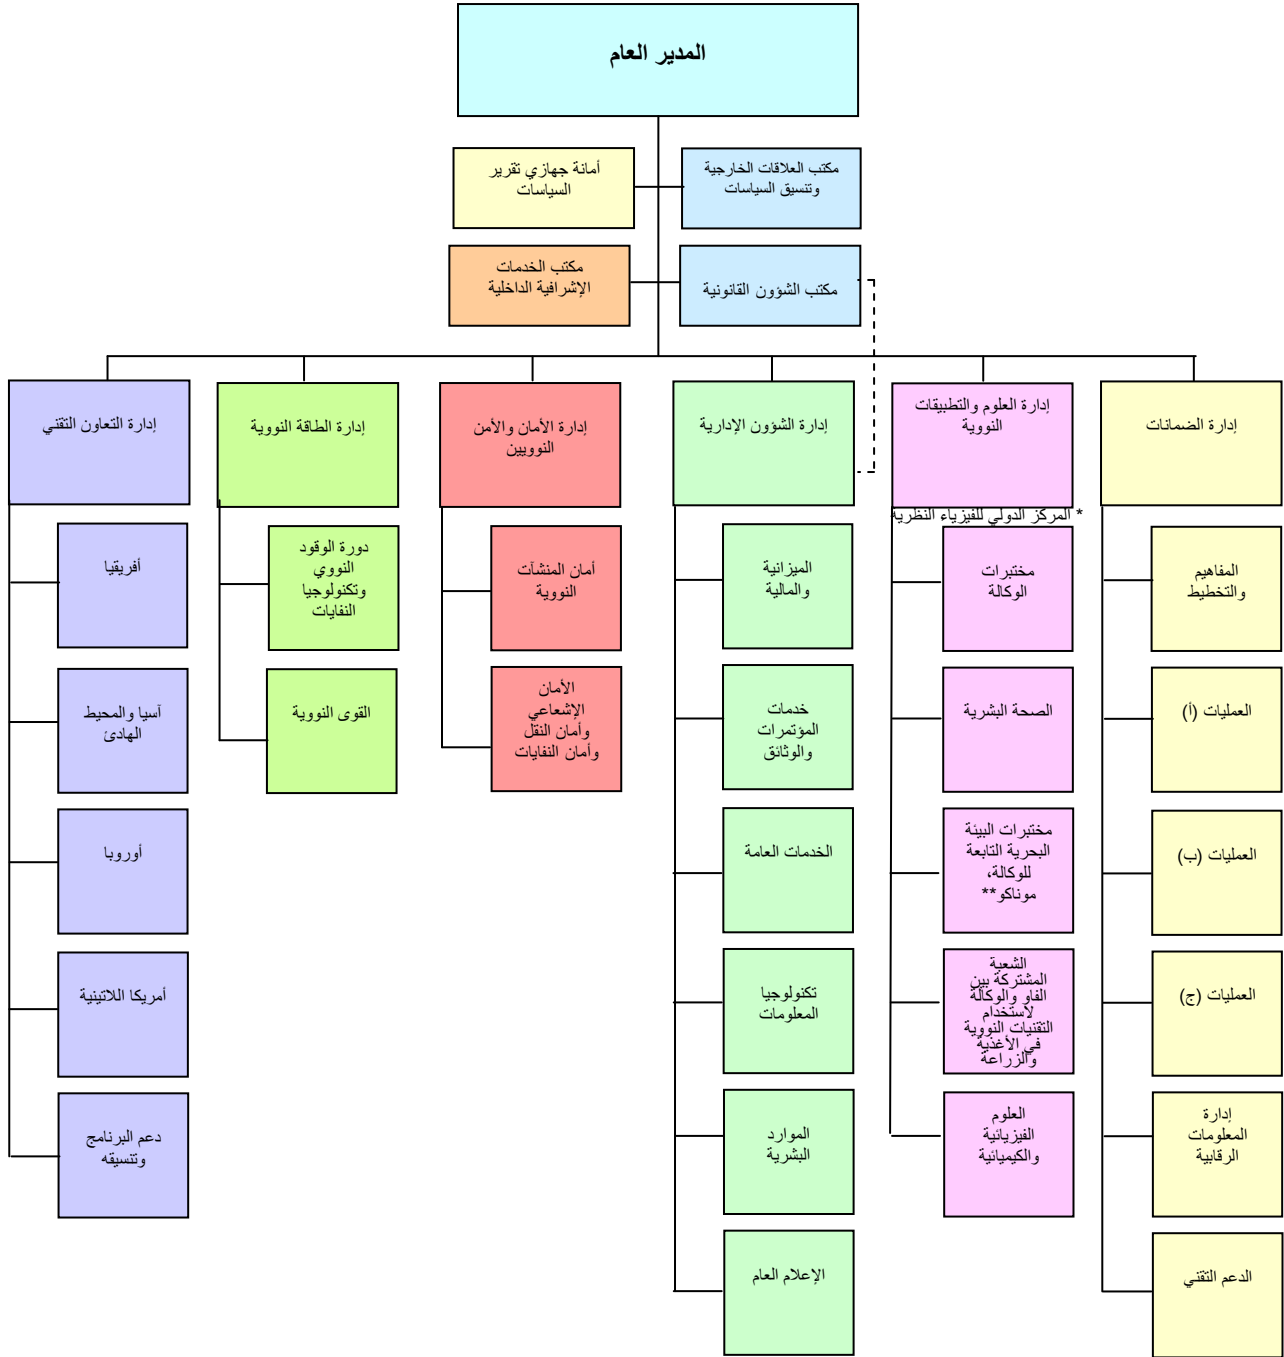 المدير العام
مكتب العلاقات الخارجية
وتنسيق السياسات
أمانة جهازي تقرير
السياسات
مكتب الشؤون القانونية
مكتب الخدمات
الإشرافية الداخلية
إدارة الضمانات
إدارة العلوم والتطبيقات
النووية
إدارة الشؤون الإدارية
إدارة الأمان والأمن
النوويين
إدارة الطاقة النووية
إدارة التعاون التقني
* المركز الدولي للفيزياء النظرية
المفاهيم
والتخطيط
العمليات (أ)
العمليات (ب)
العمليات (ج)
إدارة
المعلومات
الرقابية
الدعم التقني
مختبرات
الوكالة
الصحة البشرية
مختبرات البيئة
البحرية التابعة
للوكالة،
موناكو**
الشعبة
المشتركة بين
الفاو والوكالة
لاستخدام
التقنيات النووية
في الأغذية
والزراعة
العلوم
الفيزيائية
والكيميائية
الميزانية
والمالية
خدمات
المؤتمرات
والوثائق
الخدمات العامة
تكنولوجيا
المعلومات
الموارد
البشرية
الإعلام العام
أمان المنشآت
النووية
الأمان
الإشعاعي
وأمان النقل
وأمان النفايات
دورة الوقود
النووي
وتكنولوجيا
النفايات
القوى النووية
أفريقيا
آسيا والمحيط
الهادئ
أوروبا
أمريكا اللاتينية
دعم البرنامج
وتنسيقه